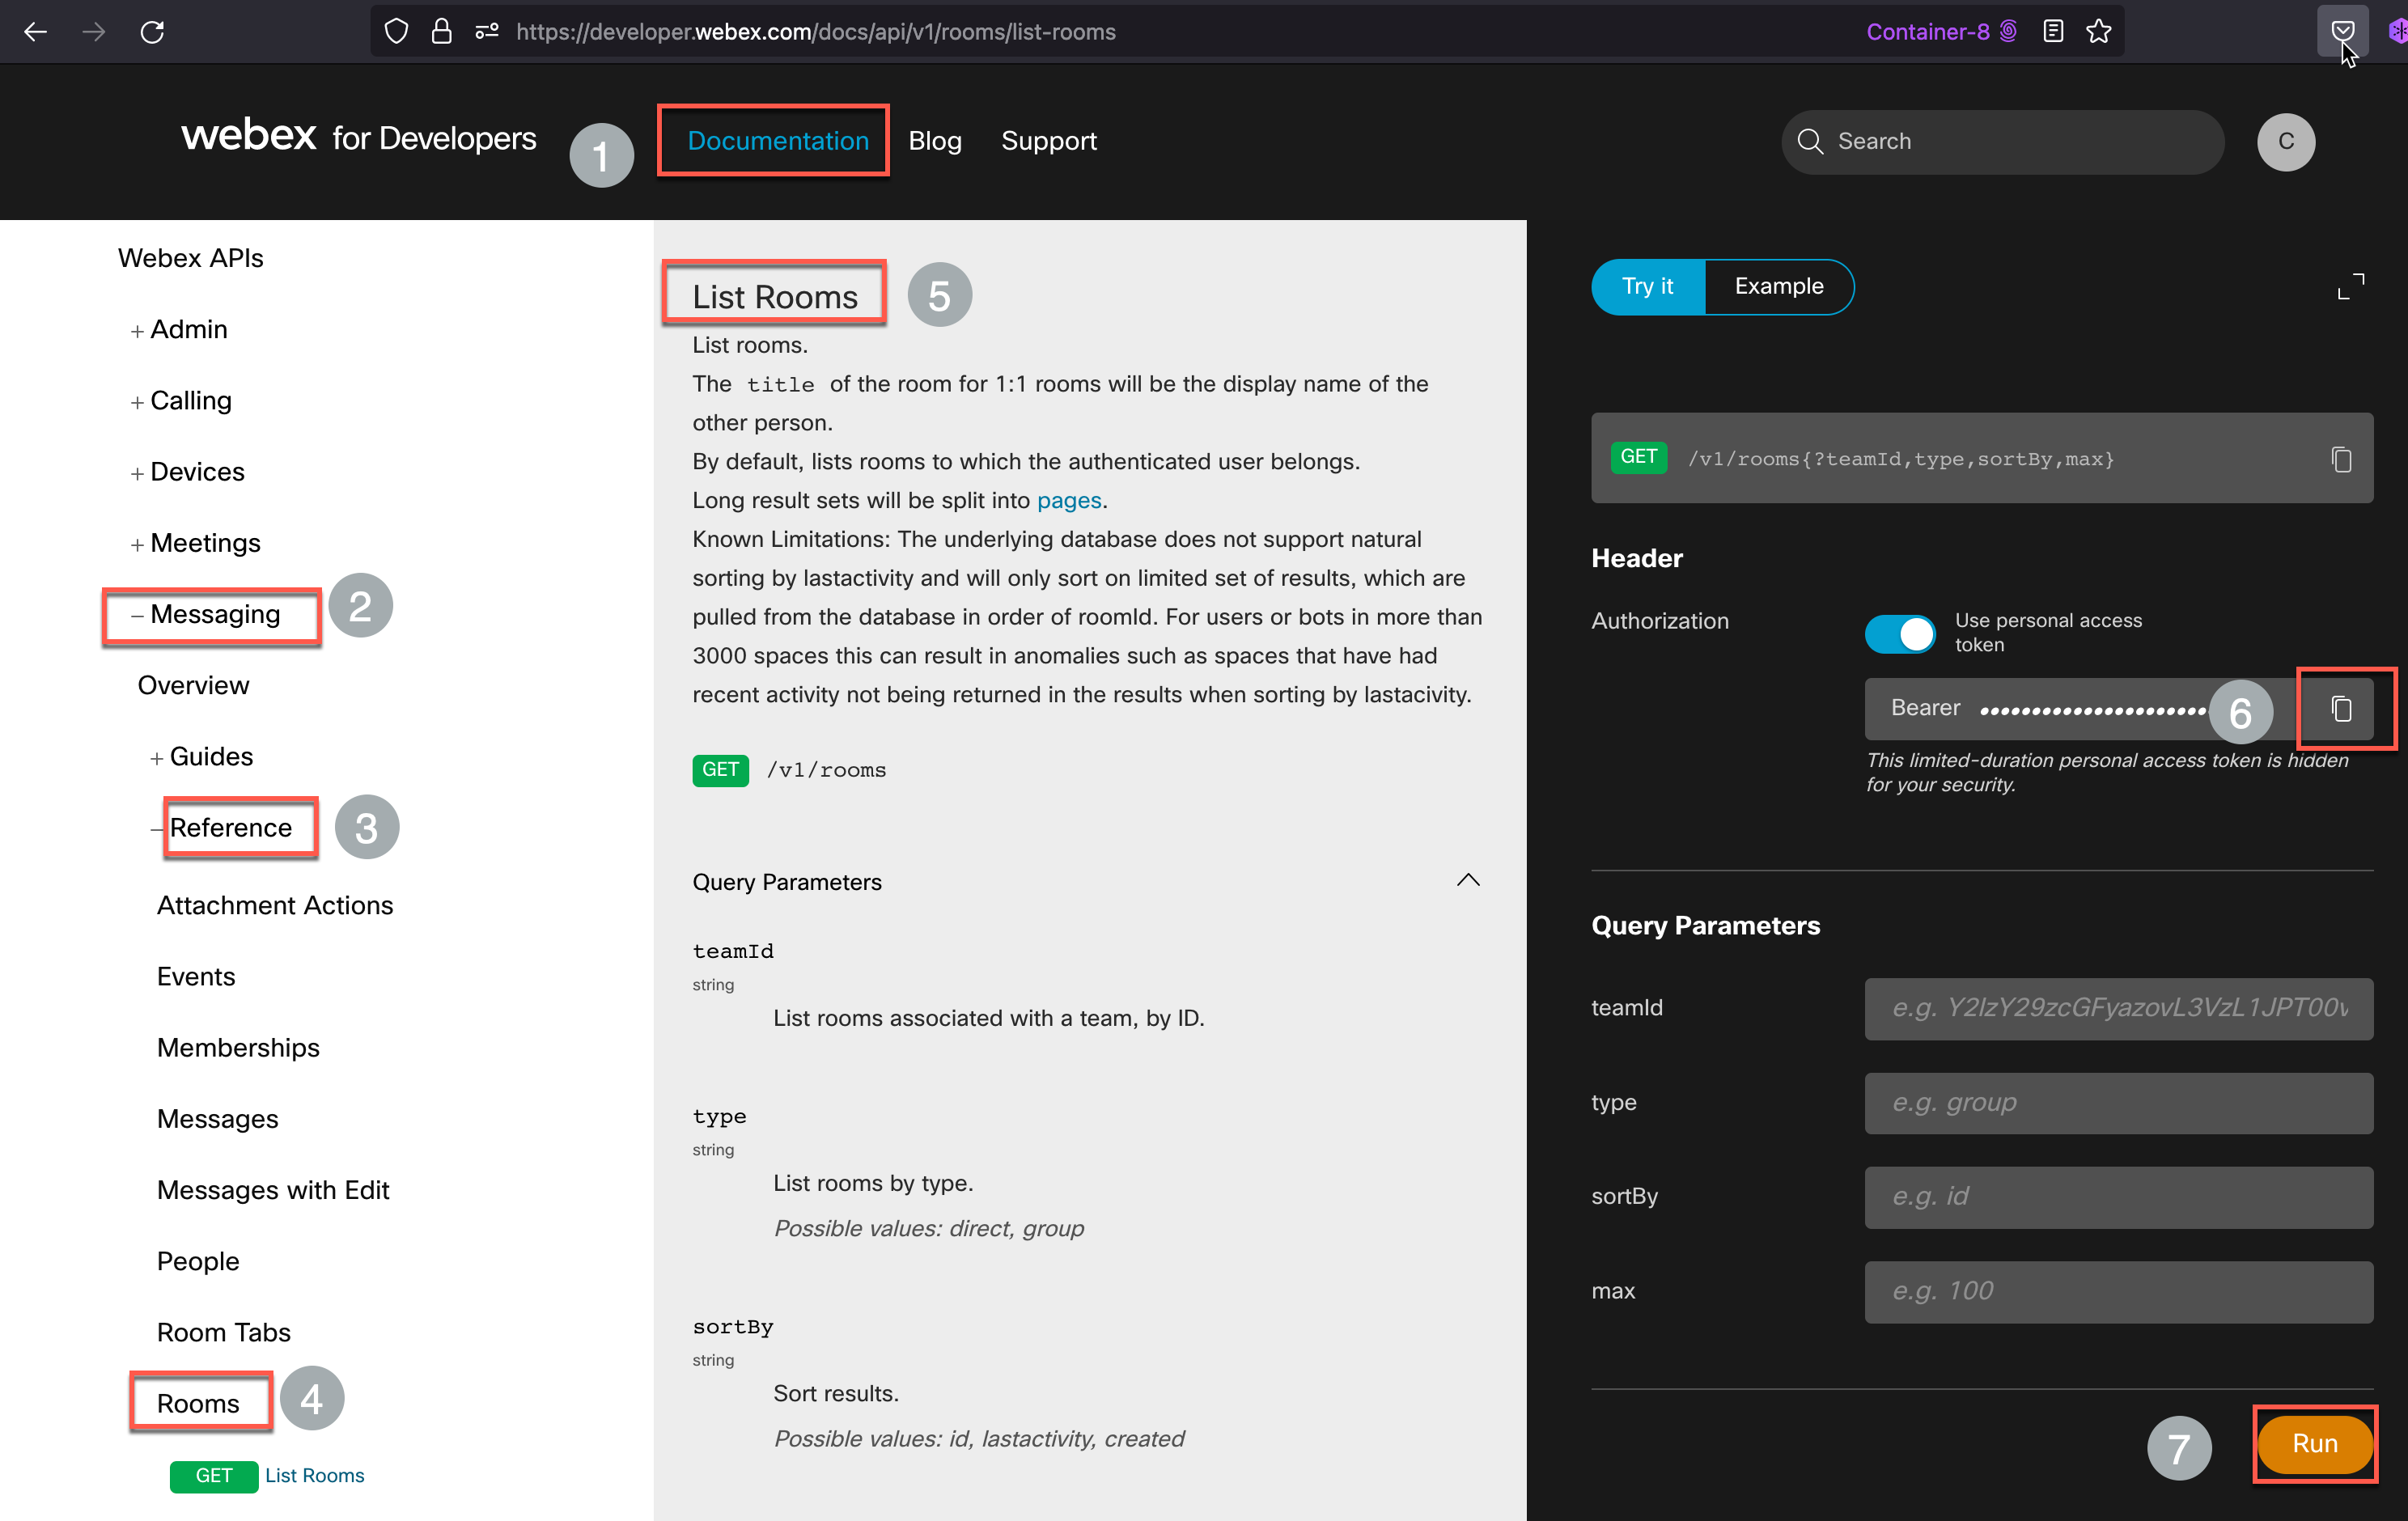 https://developer.webex.com/docs/api/v1/rooms/list-rooms
Container-8
webex for Developers
1
Documentation
Blog
Support
Search
C
Webex APIs
+ Admin
+ Calling
+ Devices
+ Meetings
– Messaging
2
Overview
+ Guides
– Reference
3
Attachment Actions
Events
Memberships
Messages
Messages with Edit
People
Room Tabs
Rooms
4
GET List Rooms
List Rooms
5
List rooms.
The title of the room for 1:1 rooms will be the display name of the
other person.
By default, lists rooms to which the authenticated user belongs.
Long result sets will be split into pages.
Known Limitations: The underlying database does not support natural
sorting by lastactivity and will only sort on limited set of results, which are
pulled from the database in order of roomId. For users or bots in more than
3000 spaces this can result in anomalies such as spaces that have had
recent activity not being returned in the results when sorting by lastacivity.
GET /v1/rooms
Query Parameters
teamId
string
List rooms associated with a team, by ID.
type
string
List rooms by type.
Possible values: direct, group
sortBy
string
Sort results.
Possible values: id, lastactivity, created
Try it
Example
GET /v1/rooms{?teamId,type,sortBy,max}
Header
Authorization
Use personal access
token
Bearer ••••••••••••••••••••••
6
This limited-duration personal access token is hidden
for your security.
Query Parameters
teamId
e.g. Y2lzY29zcGFyazovL3VzL1JPT00v
type
e.g. group
sortBy
e.g. id
max
e.g. 100
7
Run